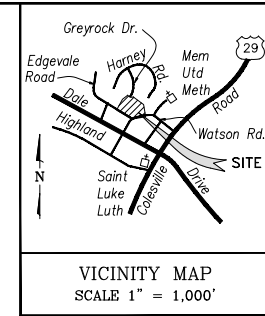 Greyrock Dr.
Edgevale
Road
Harney
Rd.
Mem
Utd
Meth
29
Road
Dale
Highland
Watson Rd.
SITE
N
Saint
Luke
Luth
Colesville
Drive
VICINITY MAP
SCALE 1" = 1,000'